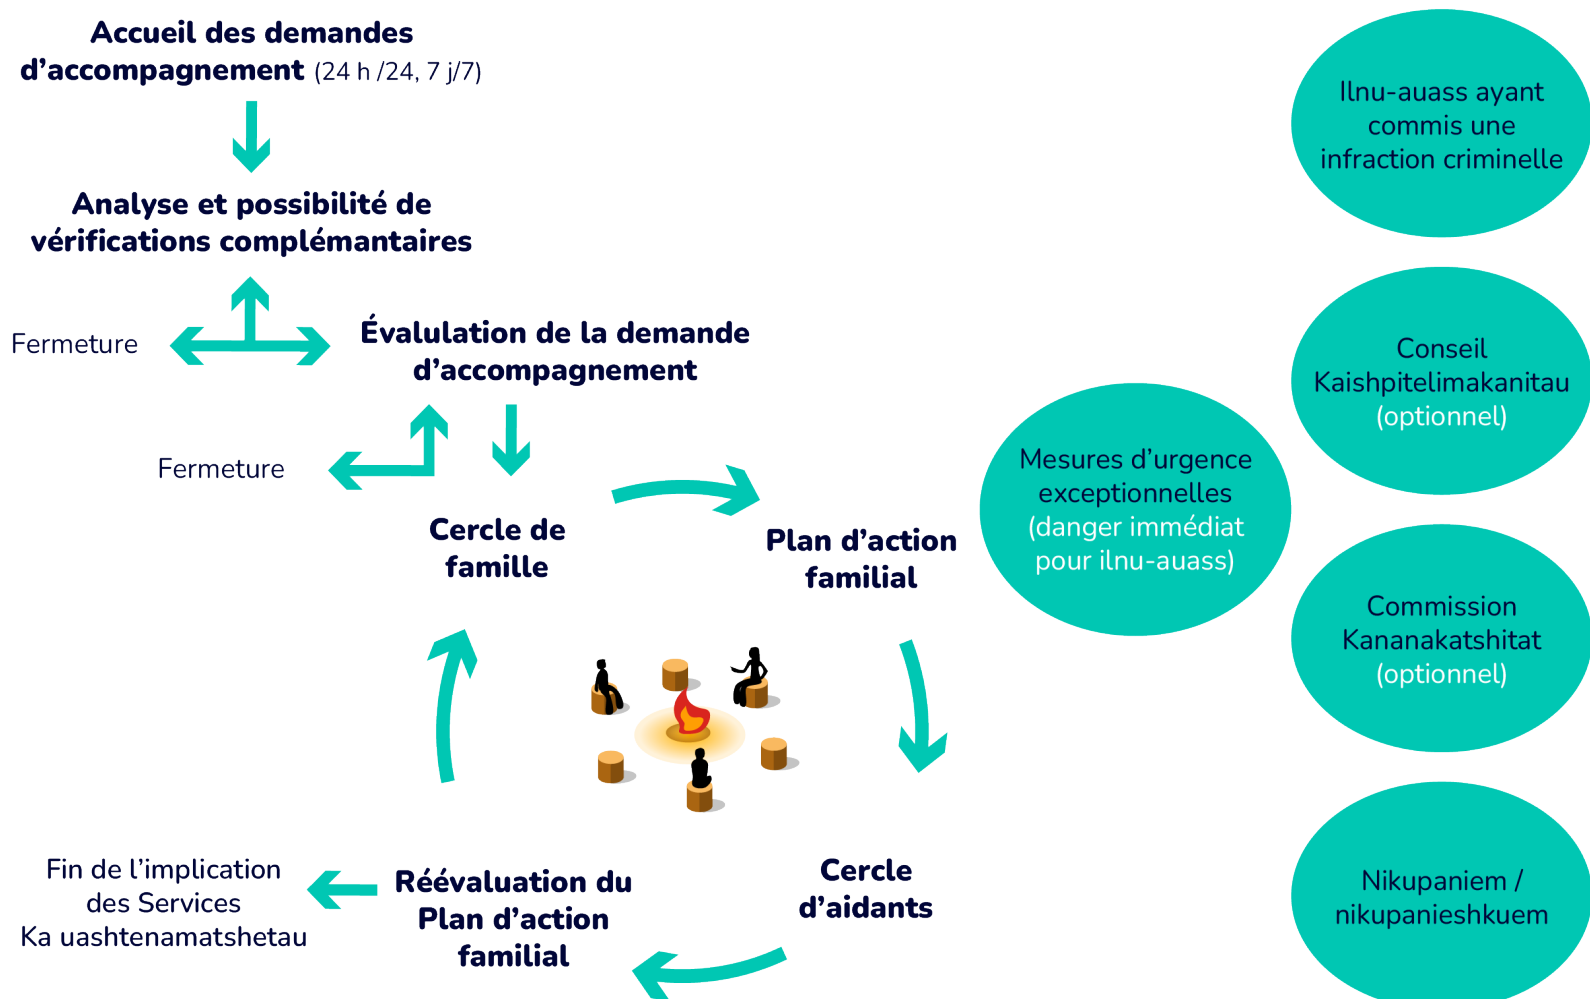 Accueil des demandes
d’accompagnement (24 h /24, 7 j/7)
Analyse et possibilité de
vérifications complémantaires
Fermeture
Évalulation de la demande
d’accompagnement
Fermeture
Cercle de
famille
Plan d’action
familial
Cercle
d’aidants
Réévaluation du
Plan d’action
familial
Fin de l’implication
des Services
Ka uashtenamatshetau
Mesures d’urgence
exceptionnelles
(danger immédiat
pour ilnu-auass)
Ilnu-auass ayant
commis une
infraction criminelle
Conseil
Kaishpitelimakanitau
(optionnel)
Commission
Kananakatshitat
(optionnel)
Nikupaniem /
nikupanieshkuem